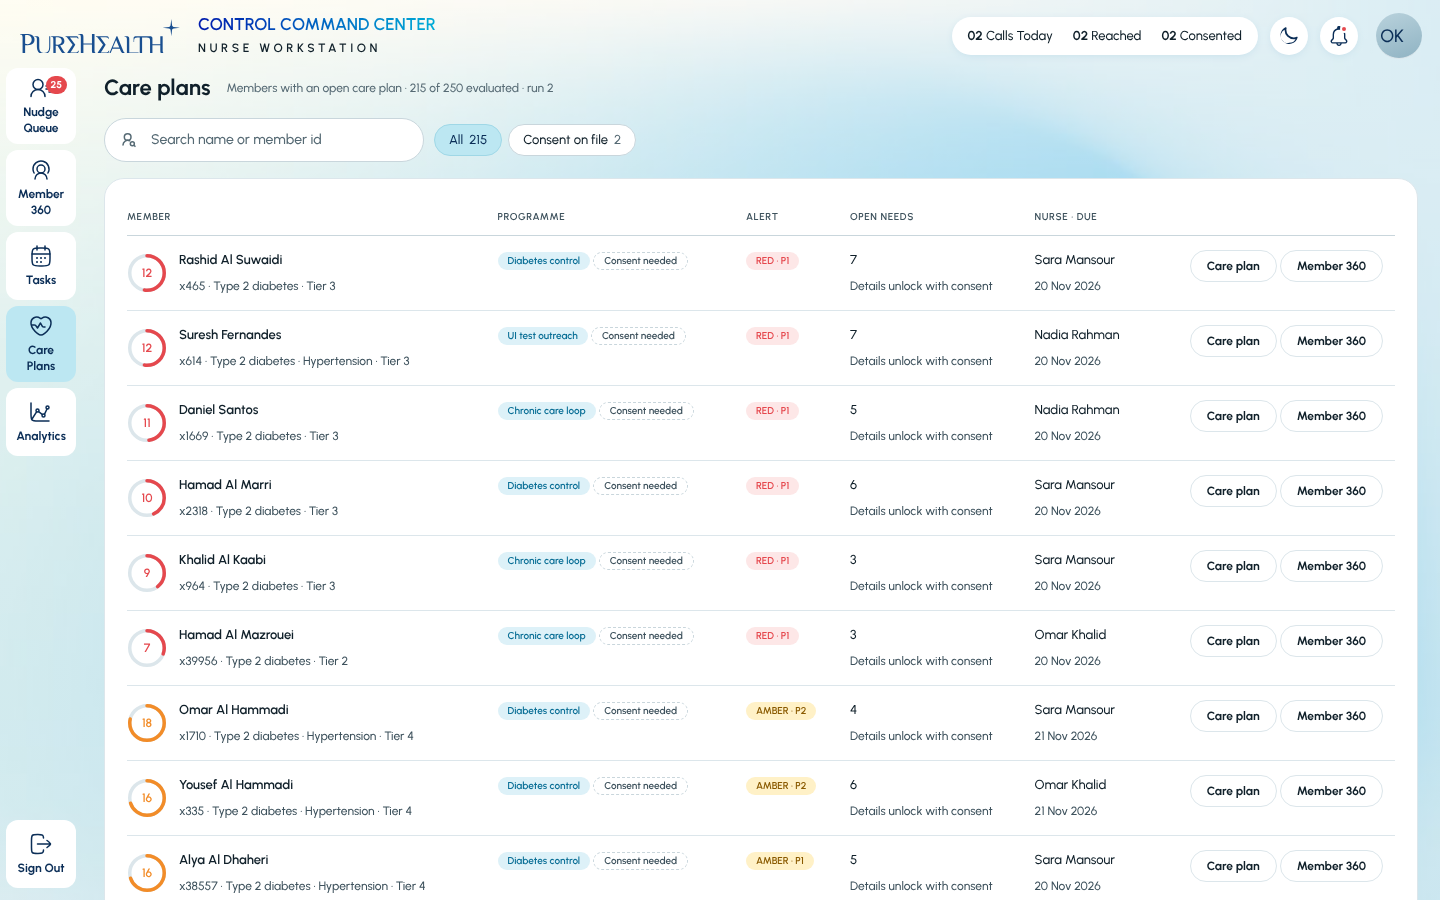 PUREHEALTH
CONTROL COMMAND CENTER
NURSE WORKSTATION
02 Calls Today 02 Reached 02 Consented
OK
25
Nudge
Queue
Member
360
Tasks
Care
Plans
Analytics
Sign Out
Care plans Members with an open care plan · 215 of 250 evaluated · run 2
Search name or member id All 215 Consent on file 2
MEMBER PROGRAMME ALERT OPEN NEEDS NURSE · DUE
12 Rashid Al Suwaidi Diabetes control Consent needed RED · P1 7 Sara Mansour Care plan Member 360
x465 · Type 2 diabetes · Tier 3 Details unlock with consent 20 Nov 2026
12 Suresh Fernandes UI test outreach Consent needed RED · P1 7 Nadia Rahman Care plan Member 360
x614 · Type 2 diabetes · Hypertension · Tier 3 Details unlock with consent 20 Nov 2026
11 Daniel Santos Chronic care loop Consent needed RED · P1 5 Nadia Rahman Care plan Member 360
x1669 · Type 2 diabetes · Tier 3 Details unlock with consent 20 Nov 2026
10 Hamad Al Marri Diabetes control Consent needed RED · P1 6 Sara Mansour Care plan Member 360
x2318 · Type 2 diabetes · Tier 3 Details unlock with consent 20 Nov 2026
9 Khalid Al Kaabi Chronic care loop Consent needed RED · P1 3 Sara Mansour Care plan Member 360
x964 · Type 2 diabetes · Tier 3 Details unlock with consent 20 Nov 2026
7 Hamad Al Mazrouei Chronic care loop Consent needed RED · P1 3 Omar Khalid Care plan Member 360
x39956 · Type 2 diabetes · Tier 2 Details unlock with consent 20 Nov 2026
18 Omar Al Hammadi Diabetes control Consent needed AMBER · P2 4 Sara Mansour Care plan Member 360
x1710 · Type 2 diabetes · Hypertension · Tier 4 Details unlock with consent 21 Nov 2026
16 Yousef Al Hammadi Diabetes control Consent needed AMBER · P2 6 Omar Khalid Care plan Member 360
x335 · Type 2 diabetes · Hypertension · Tier 4 Details unlock with consent 21 Nov 2026
16 Alya Al Dhaheri Diabetes control Consent needed AMBER · P1 5 Sara Mansour Care plan Member 360
x38557 · Type 2 diabetes · Hypertension · Tier 4 Details unlock with consent 20 Nov 2026